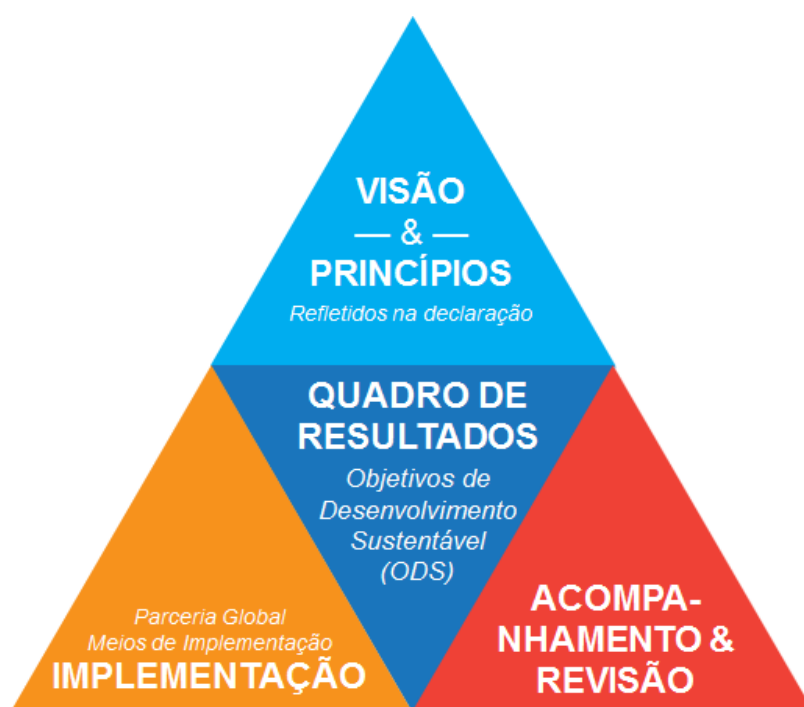 VISÃO
— & —
PRINCÍPIOS
Refletidos na declaração
QUADRO DE
RESULTADOS
Objetivos de
Desenvolvimento
Sustentável
(ODS)
Parceria Global
Meios de Implementação
IMPLEMENTAÇÃO
ACOMPA-
NHAMENTO &
REVISÃO